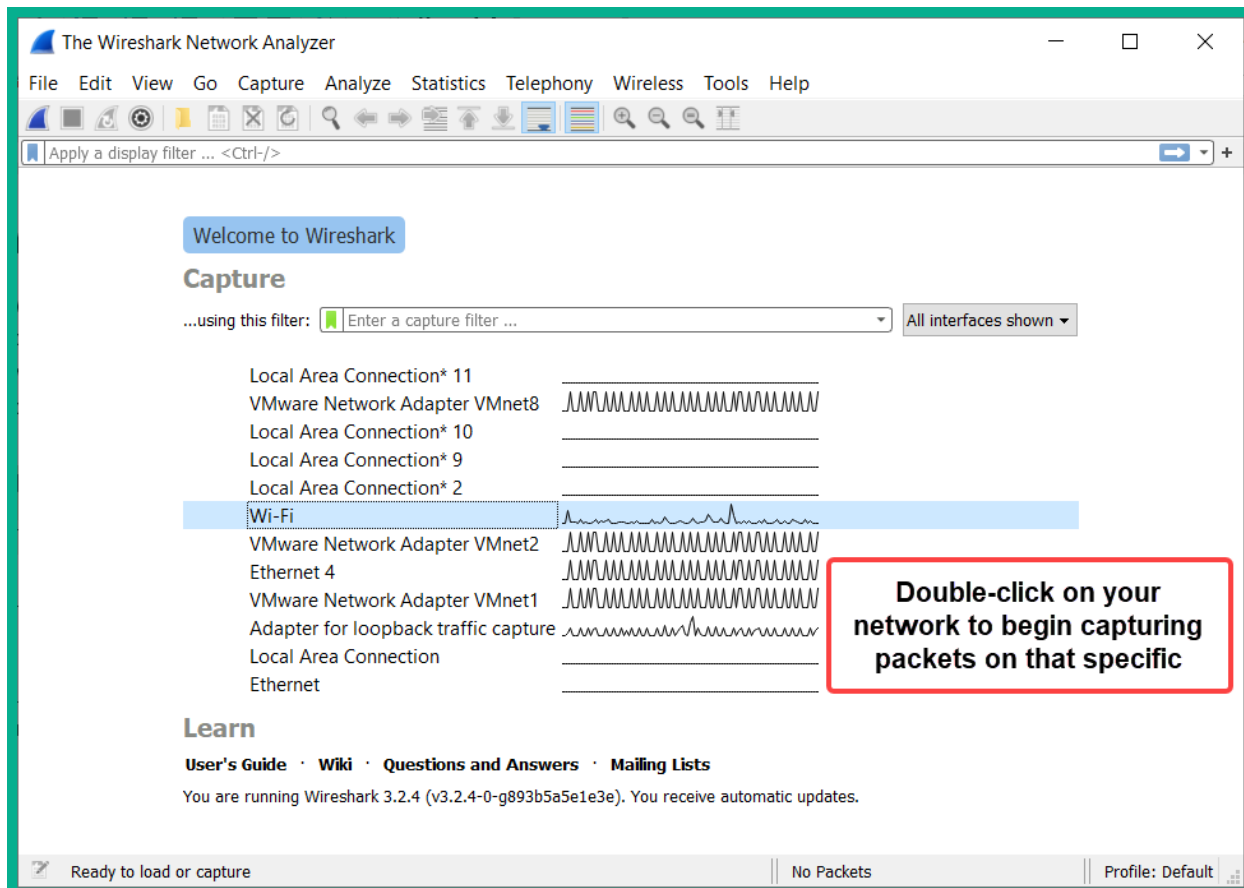 The Wireshark Network Analyzer
File Edit View Go Capture Analyze Statistics Telephony Wireless Tools Help
Apply a display filter ... <Ctrl-/>
+
Welcome to Wireshark
Capture
...using this filter: Enter a capture filter ... All interfaces shown
Local Area Connection* 11
VMware Network Adapter VMnet8
Local Area Connection* 10
Local Area Connection* 9
Local Area Connection* 2
Wi-Fi
VMware Network Adapter VMnet2
Ethernet 4
VMware Network Adapter VMnet1
Adapter for loopback traffic capture
Local Area Connection
Ethernet
Double-click on your
network to begin capturing
packets on that specific
Learn
User's Guide · Wiki · Questions and Answers · Mailing Lists
You are running Wireshark 3.2.4 (v3.2.4-0-g893b5a5e1e3e). You receive automatic updates.
Ready to load or capture No Packets Profile: Default